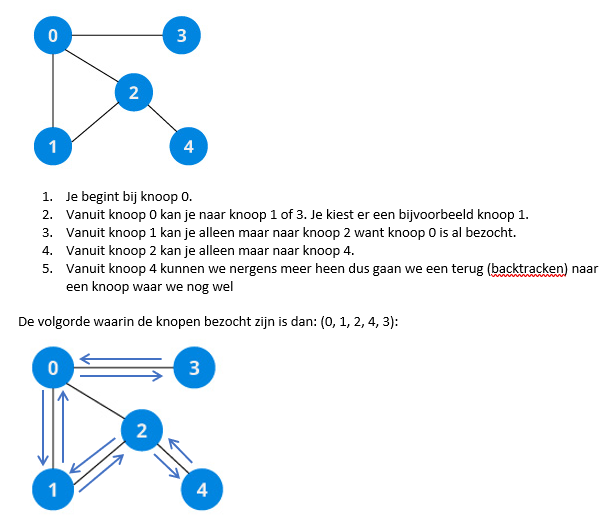 0
3
2
1
4
1. Je begint bij knoop 0.
2. Vanuit knoop 0 kan je naar knoop 1 of 3. Je kiest er een bijvoorbeeld knoop 1.
3. Vanuit knoop 1 kan je alleen maar naar knoop 2 want knoop 0 is al bezocht.
4. Vanuit knoop 2 kan je alleen maar naar knoop 4.
5. Vanuit knoop 4 kunnen we nergens meer heen dus gaan we een terug (backtracken) naar
een knoop waar we nog wel
De volgorde waarin de knopen bezocht zijn is dan: (0, 1, 2, 4, 3):
0
3
2
1
4